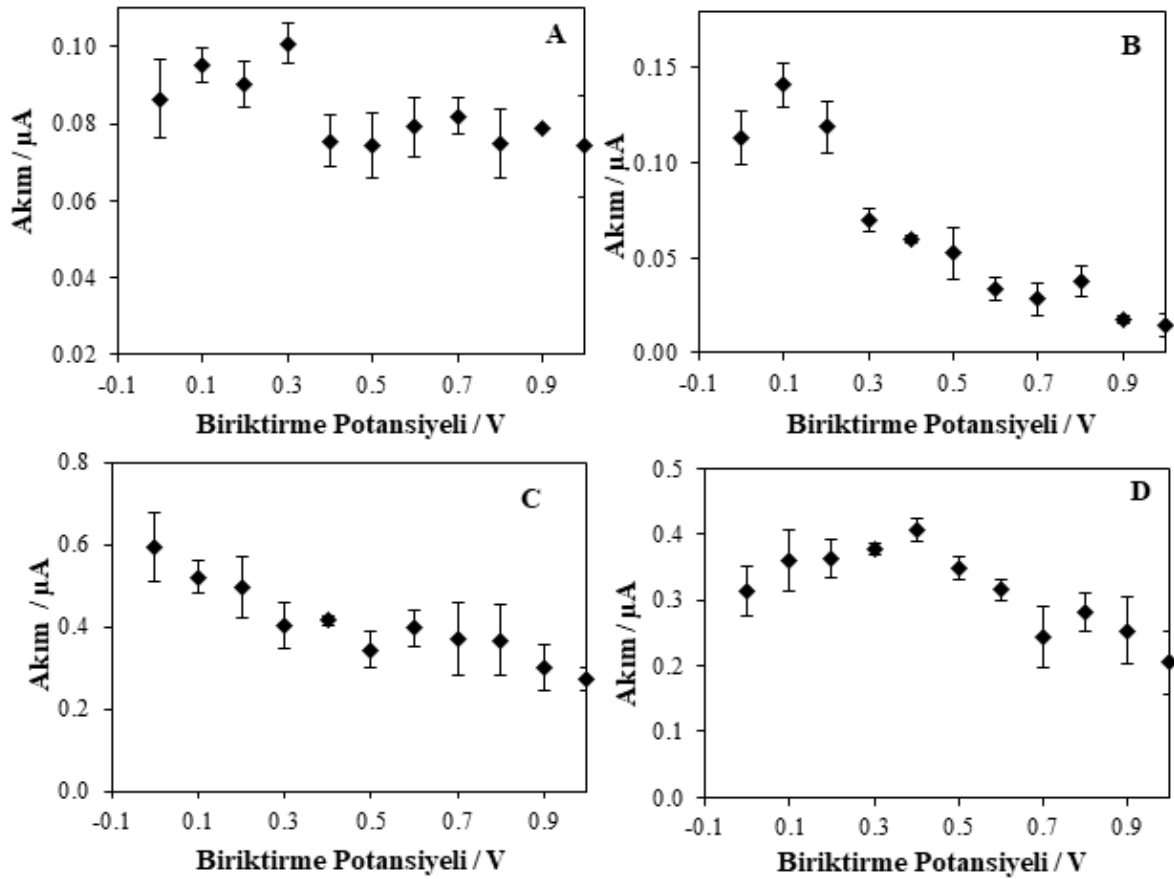 A
0.10
0.08
0.06
0.04
0.02
Akım / µA
-0.1 0.1 0.3 0.5 0.7 0.9
Biriktirme Potansiyeli / V
B
0.15
0.10
0.05
0.00
Akım / µA
-0.1 0.1 0.3 0.5 0.7 0.9
Biriktirme Potansiyeli / V
C
0.8
0.6
0.4
0.2
0.0
Akım / µA
-0.1 0.1 0.3 0.5 0.7 0.9
Biriktirme Potansiyeli / V
D
0.5
0.4
0.3
0.2
0.1
0.0
Akım / µA
-0.1 0.1 0.3 0.5 0.7 0.9
Biriktirme Potansiyeli / V